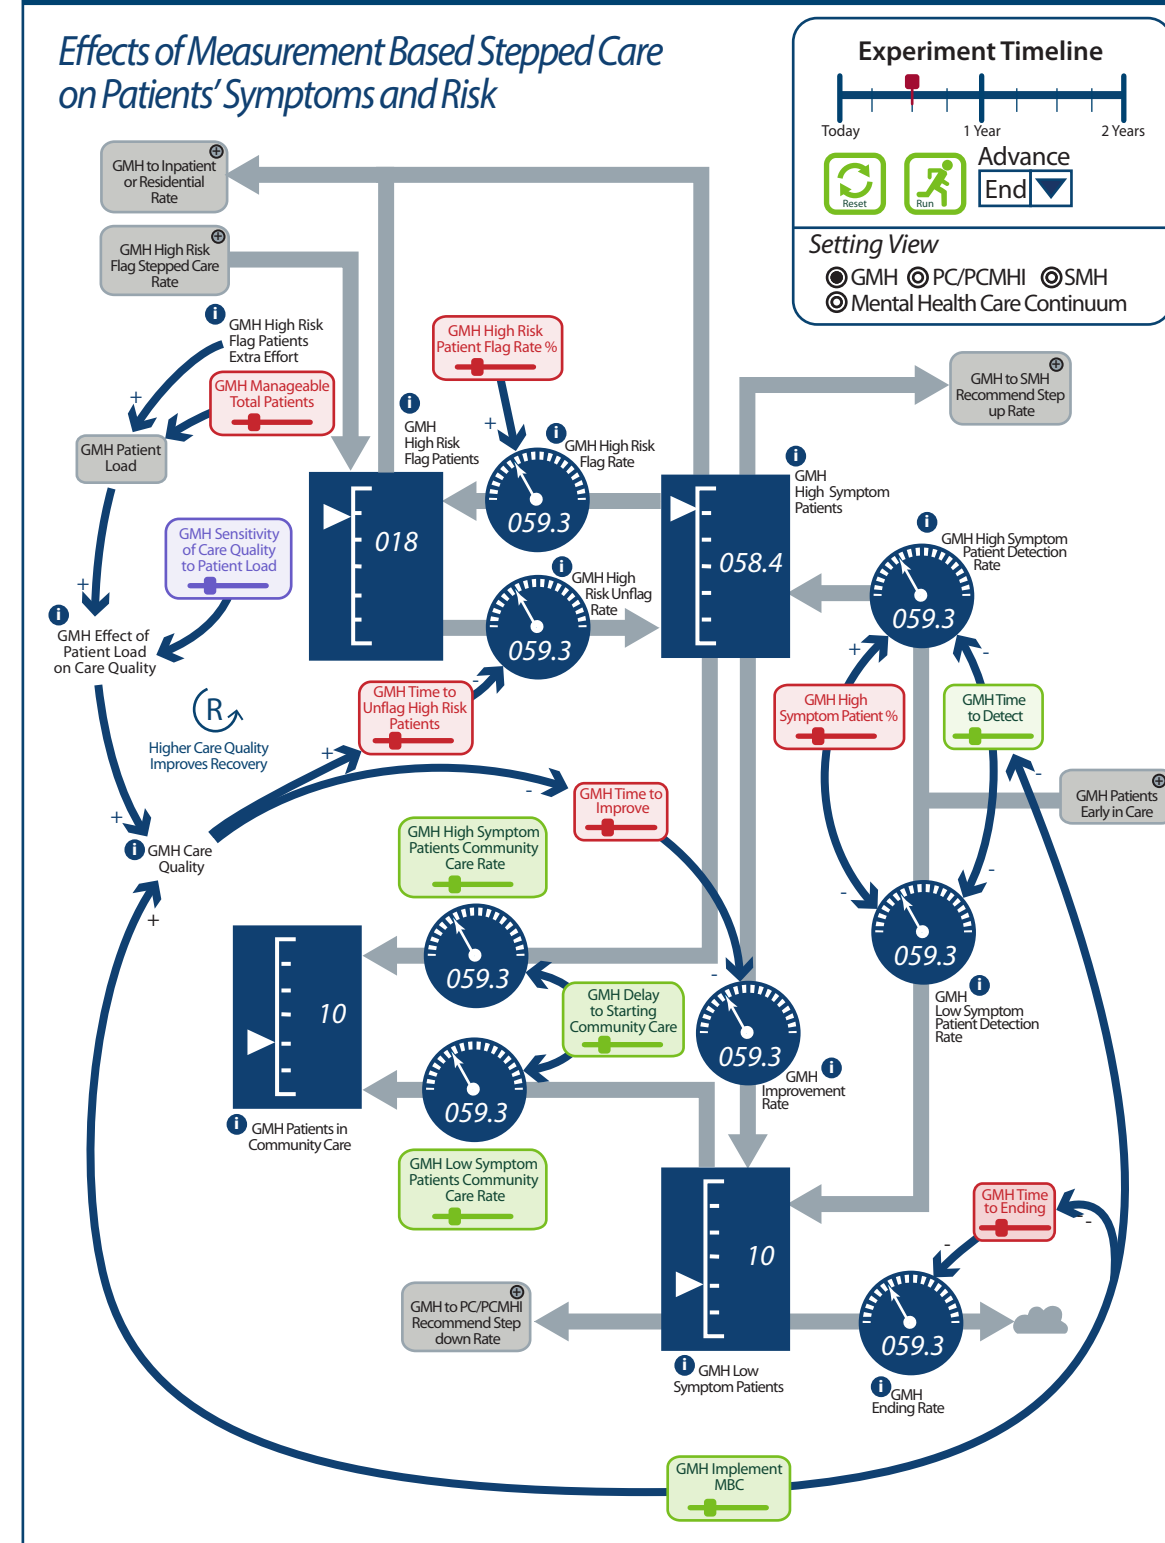 Effects of Measurement Based Stepped Care
on Patients' Symptoms and Risk
Experiment Timeline
Today
1 Year
2 Years
Reset
Run
Advance
End
Setting View
GMH
PC/PCMHI
SMH
Mental Health Care Continuum
GMH to Inpatient
or Residential
Rate
GMH High Risk
Flag Stepped Care
Rate
i
GMH High Risk
Flag Patients
Extra Effort
+
GMH Manageable
Total Patients
GMH Patient
Load
GMH High Risk
Patient Flag Rate %
+
i
GMH
High Risk
Flag Patients
018
i
GMH High Risk
Flag Rate
059.3
i
GMH High
Risk Unflag
Rate
059.3
-
GMH to SMH
Recommend Step
up Rate
i
GMH
High Symptom
Patients
058.4
i
GMH High Symptom
Patient Detection
Rate
059.3
GMH Sensitivity
of Care Quality
to Patient Load
+
i
GMH Effect of
Patient Load
on Care Quality
R
Higher Care Quality
Improves Recovery
GMH Time to
Unflag High Risk
Patients
+
-
+
-
GMH High
Symptom Patient %
GMH Time
to Detect
-
GMH Patients
Early in Care
GMH Time to
Improve
+
i
GMH Care
Quality
+
GMH High Symptom
Patients Community
Care Rate
059.3
-
-
059.3
i
GMH
Low Symptom
Patient Detection
Rate
10
GMH Delay
to Starting
Community Care
059.3
-
059.3
i
GMH
Improvement
Rate
i
GMH Patients in
Community Care
GMH Low Symptom
Patients Community
Care Rate
10
GMH Time
to Ending
-
-
GMH to PC/PCMHI
Recommend Step
down Rate
059.3
i
GMH Low
Symptom Patients
i
GMH
Ending Rate
GMH Implement
MBC